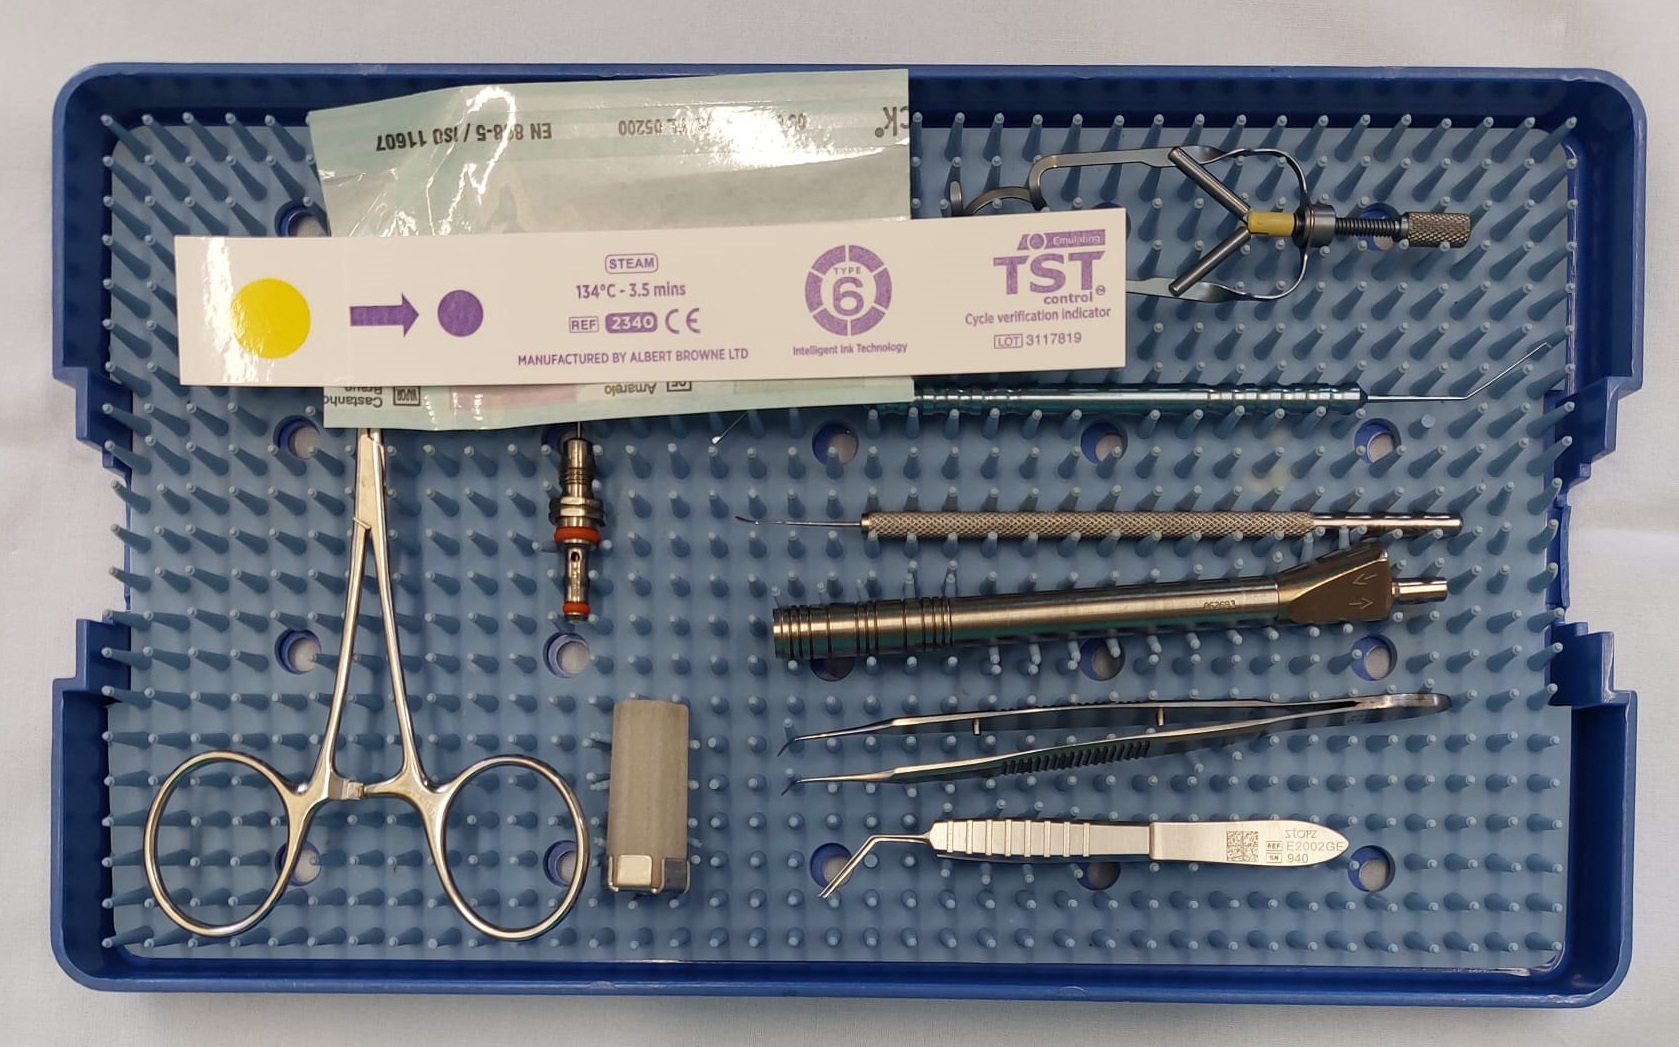 EN 868-5 / ISO 11607
05200
STEAM
134°C - 3.5 mins
REF 2340 CE
MANUFACTURED BY ALBERT BROWNE LTD
TYPE
6
Intelligent Ink Technology
Emulating
TST
control
Cycle verification indicator
LOT 3117819
Castanho
Amarelo
062693
storz
REF E2002GE
SN 940